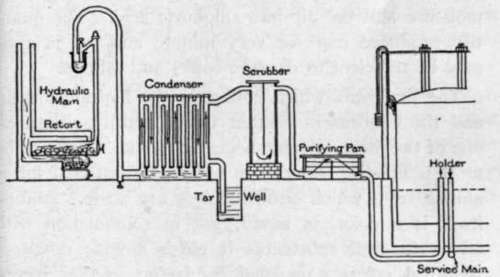 Hydraulic
Main
Retort
Condenser
Scrubber
Purifying Pan
Tar Well
Holder
Service Main